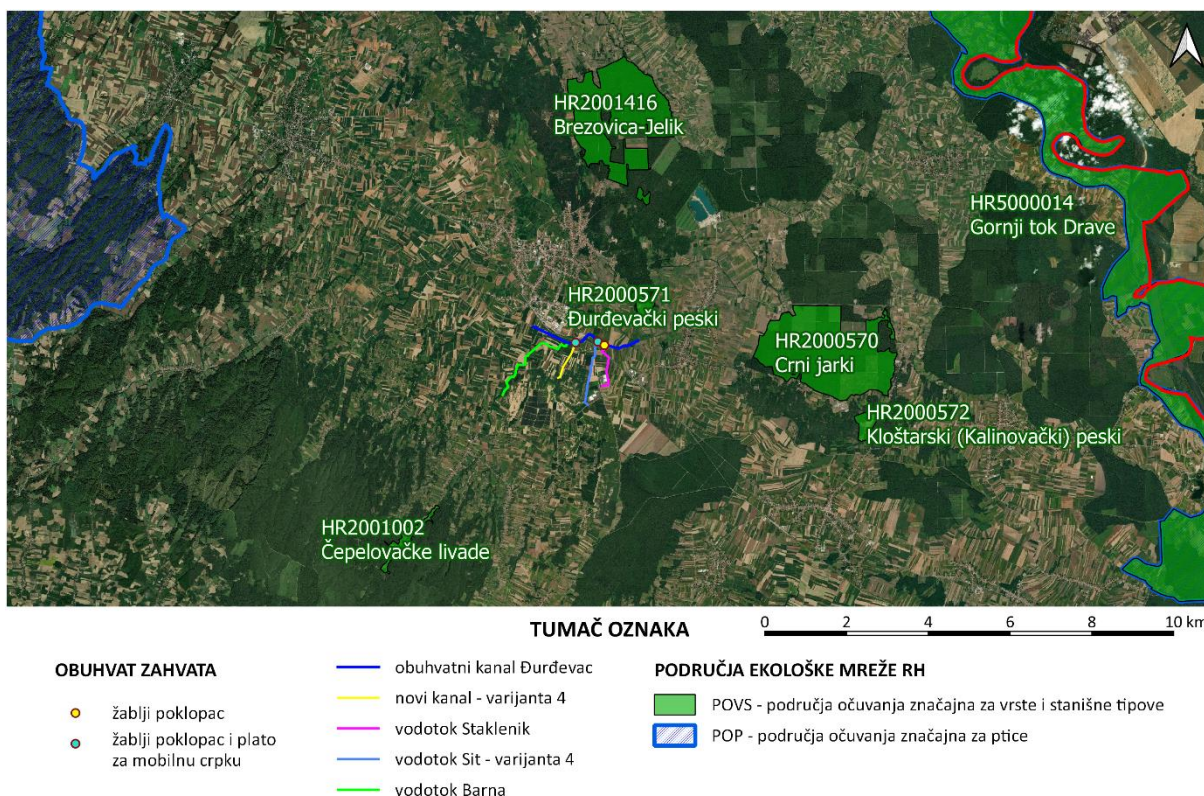 HR2001416
Brezovica-Jelik
HR5000014
Gornji tok Drave
HR2000571
Đurđevački peski
HR2000570
Crni jarki
HR2000572
Kloštarski (Kalinovački) peski
HR2001002
Čepelovačke livade
TUMAČ OZNAKA
0 2 4 6 8 10 km
OBUHVAT ZAHVATA
žablji poklopac
žablji poklopac i plato
za mobilnu crpku
obuhvatni kanal Đurđevac
novi kanal - varijanta 4
vodotok Staklenik
vodotok Sit - varijanta 4
vodotok Barna
PODRUČJA EKOLOŠKE MREŽE RH
POVS - područja očuvanja značajna za vrste i stanišne tipove
POP - područja očuvanja značajna za ptice